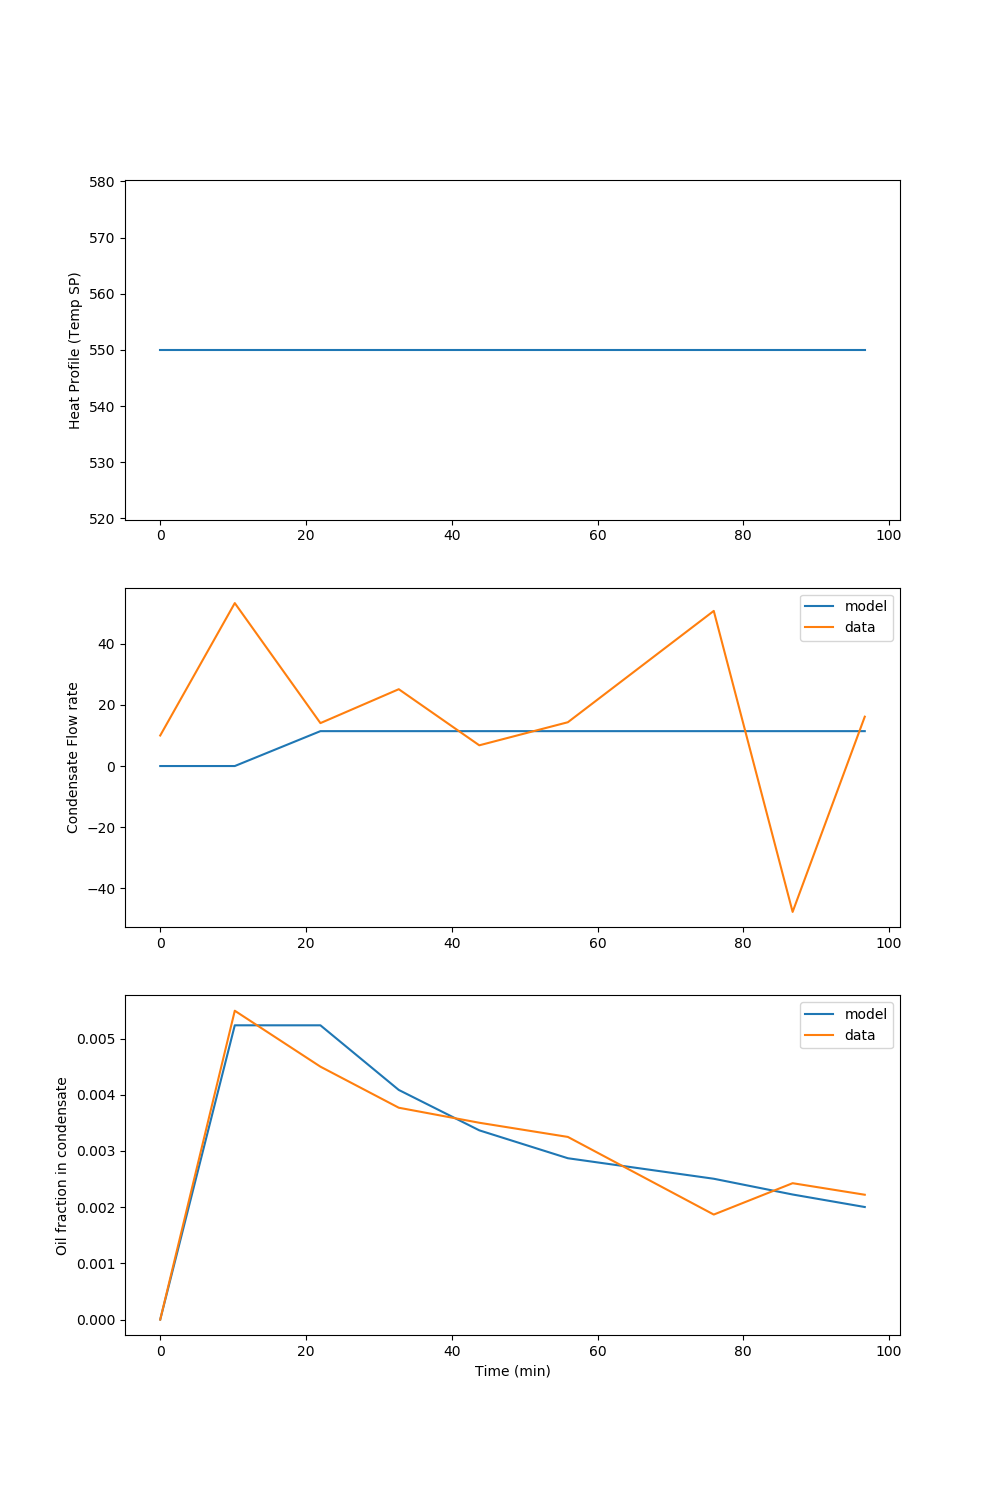 580
570
560
550
540
530
520
Heat Profile (Temp SP)
0 20 40 60 80 100
model
data
40
20
0
−20
−40
Condensate Flow rate
0 20 40 60 80 100
model
data
0.005
0.004
0.003
0.002
0.001
0.000
Oil fraction in condensate
0 20 40 60 80 100
Time (min)